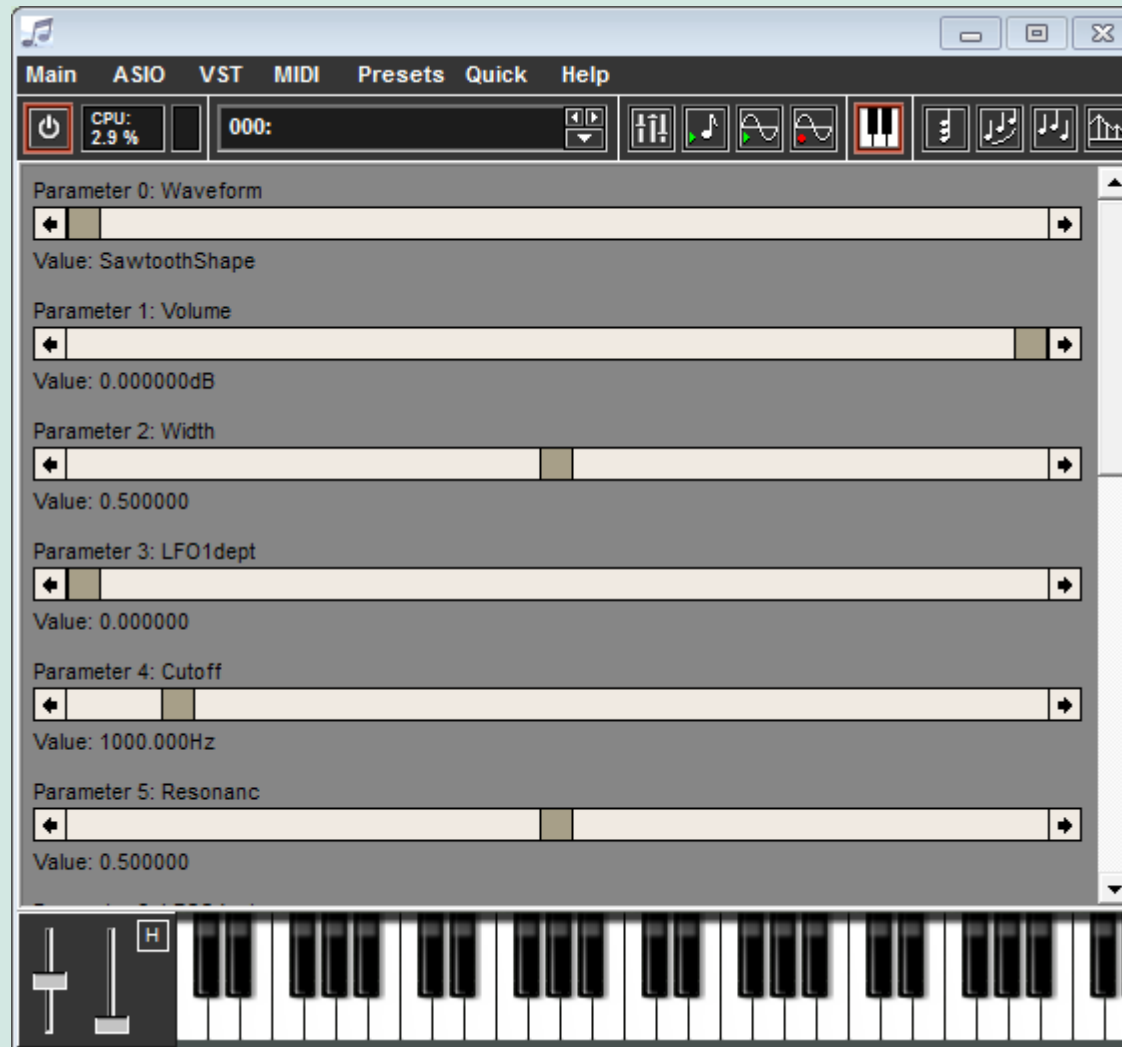 Main ASIO VST MIDI Presets Quick Help
CPU:
2.9 %
000:
Parameter 0: Waveform
Value: SawtoothShape
Parameter 1: Volume
Value: 0.000000dB
Parameter 2: Width
Value: 0.500000
Parameter 3: LFO1dept
Value: 0.000000
Parameter 4: Cutoff
Value: 1000.000Hz
Parameter 5: Resonanc
Value: 0.500000
H